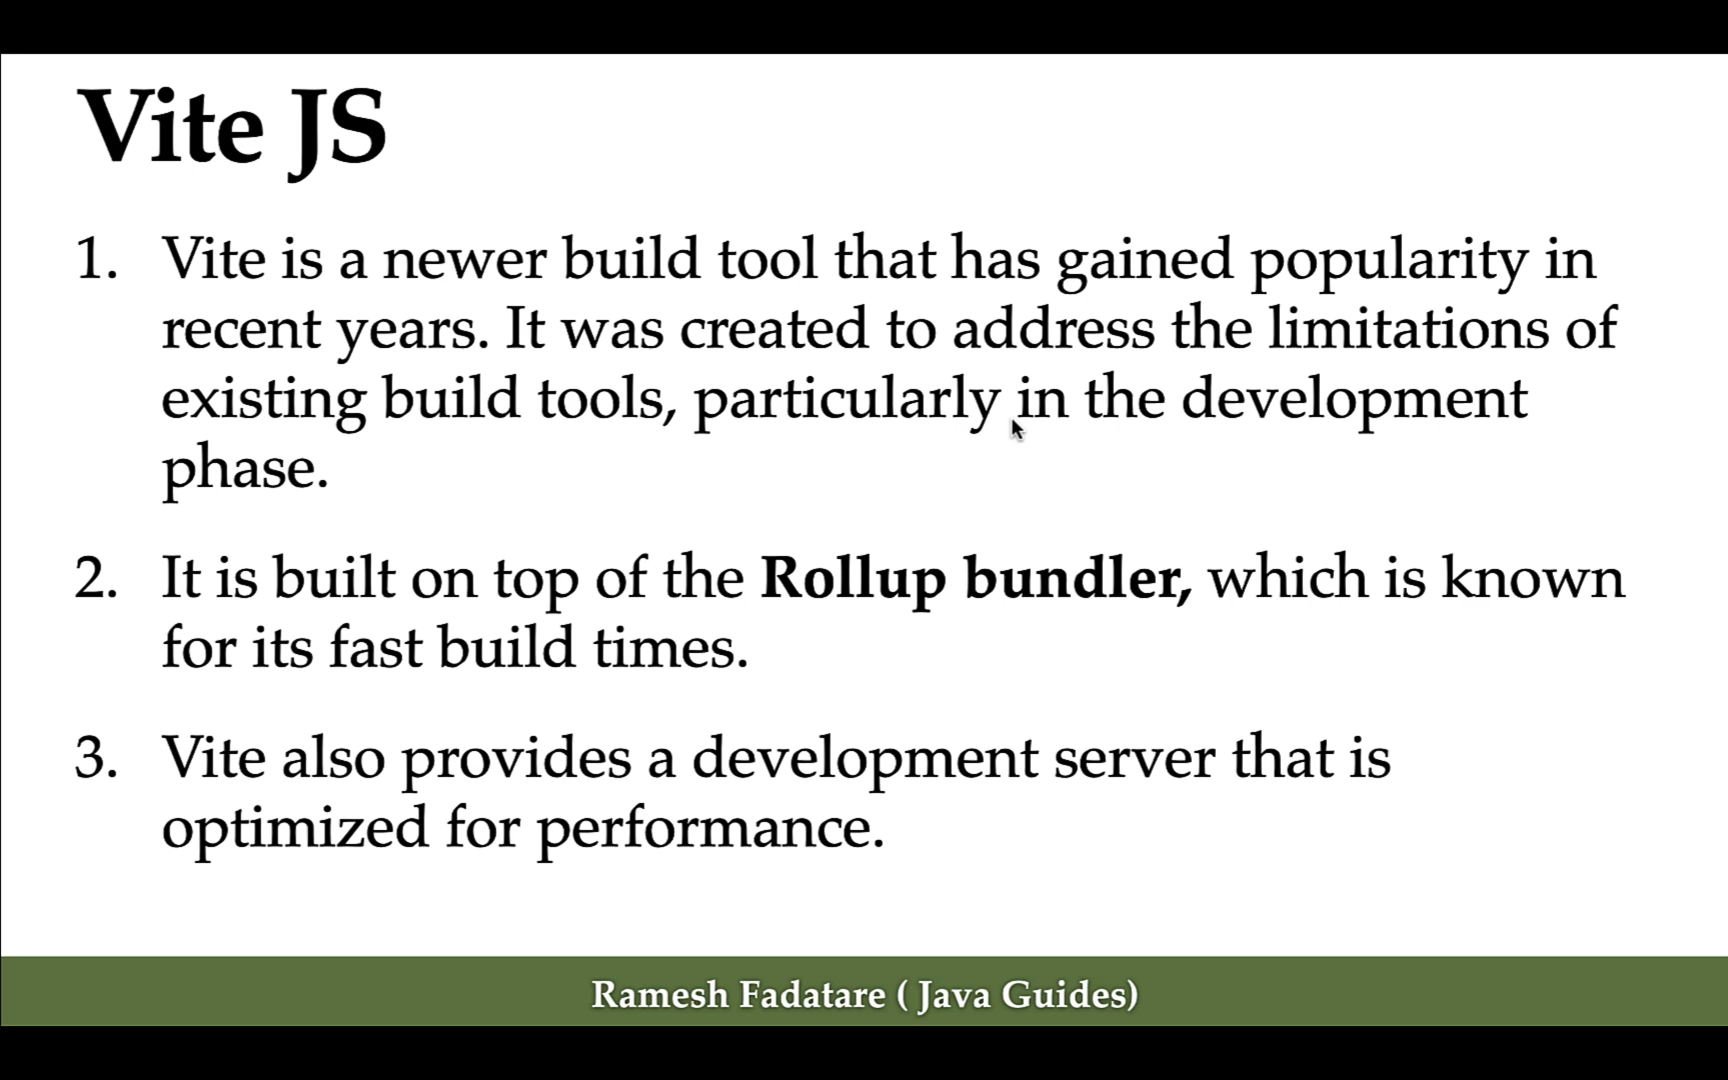 Vite JS
1. Vite is a newer build tool that has gained popularity in
recent years. It was created to address the limitations of
existing build tools, particularly in the development
phase.
2. It is built on top of the Rollup bundler, which is known
for its fast build times.
3. Vite also provides a development server that is
optimized for performance.
Ramesh Fadatare ( Java Guides)